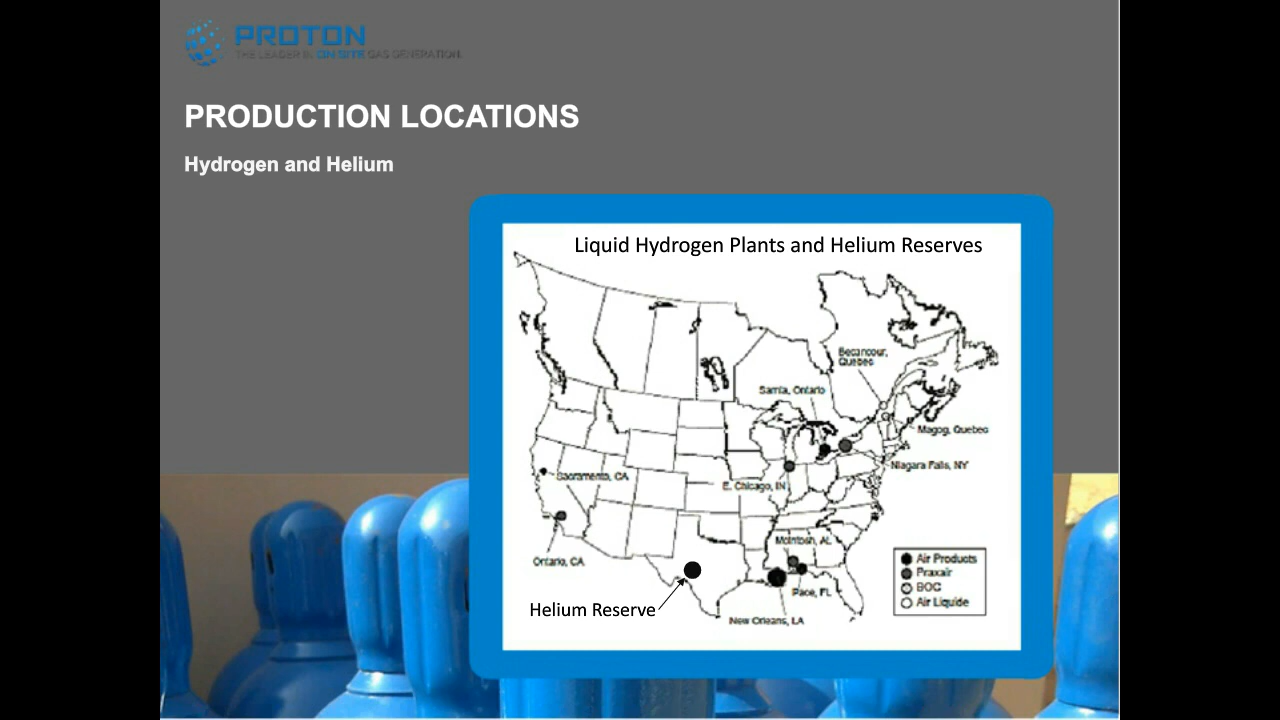 PROTON
THE LEADER IN ON SITE GAS GENERATION.
PRODUCTION LOCATIONS
Hydrogen and Helium
Liquid Hydrogen Plants and Helium Reserves
Becancour,
Quebec
Sarnia, Ontario
Magog, Quebec
Niagara Falls, NY
Sacramento, CA
E. Chicago, IN
McIntosh, AL
Ontario, CA
Air Products
Praxair
BOC
Air Liquide
Pace, FL
Helium Reserve
New Orleans, LA